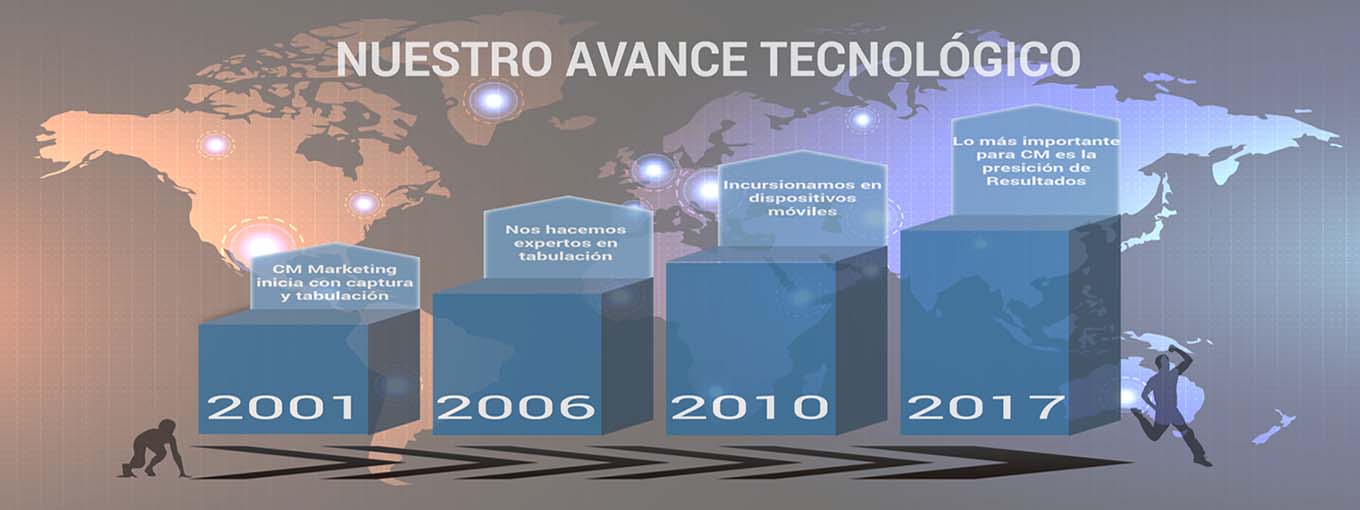 NUESTRO AVANCE TECNOLÓGICO
CM Marketing
inicia con captura
y tabulación
2001
Nos hacemos
expertos en
tabulación
2006
Incursionamos en
dispositivos
móviles
2010
Lo más importante
para CM es la
presición de
Resultados
2017